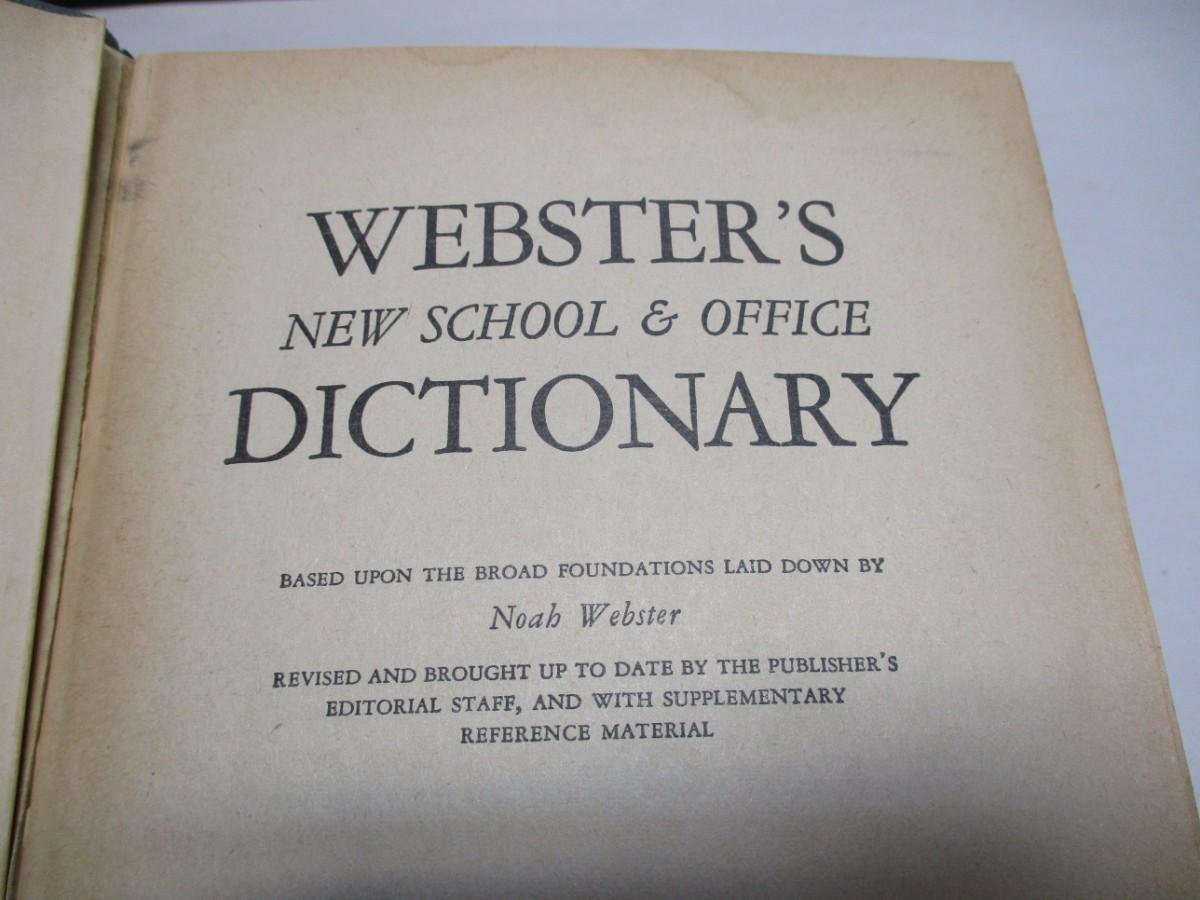 WEBSTER'S
NEW SCHOOL & OFFICE
DICTIONARY
BASED UPON THE BROAD FOUNDATIONS LAID DOWN BY
Noah Webster
REVISED AND BROUGHT UP TO DATE BY THE PUBLISHER'S
EDITORIAL STAFF, AND WITH SUPPLEMENTARY
REFERENCE MATERIAL